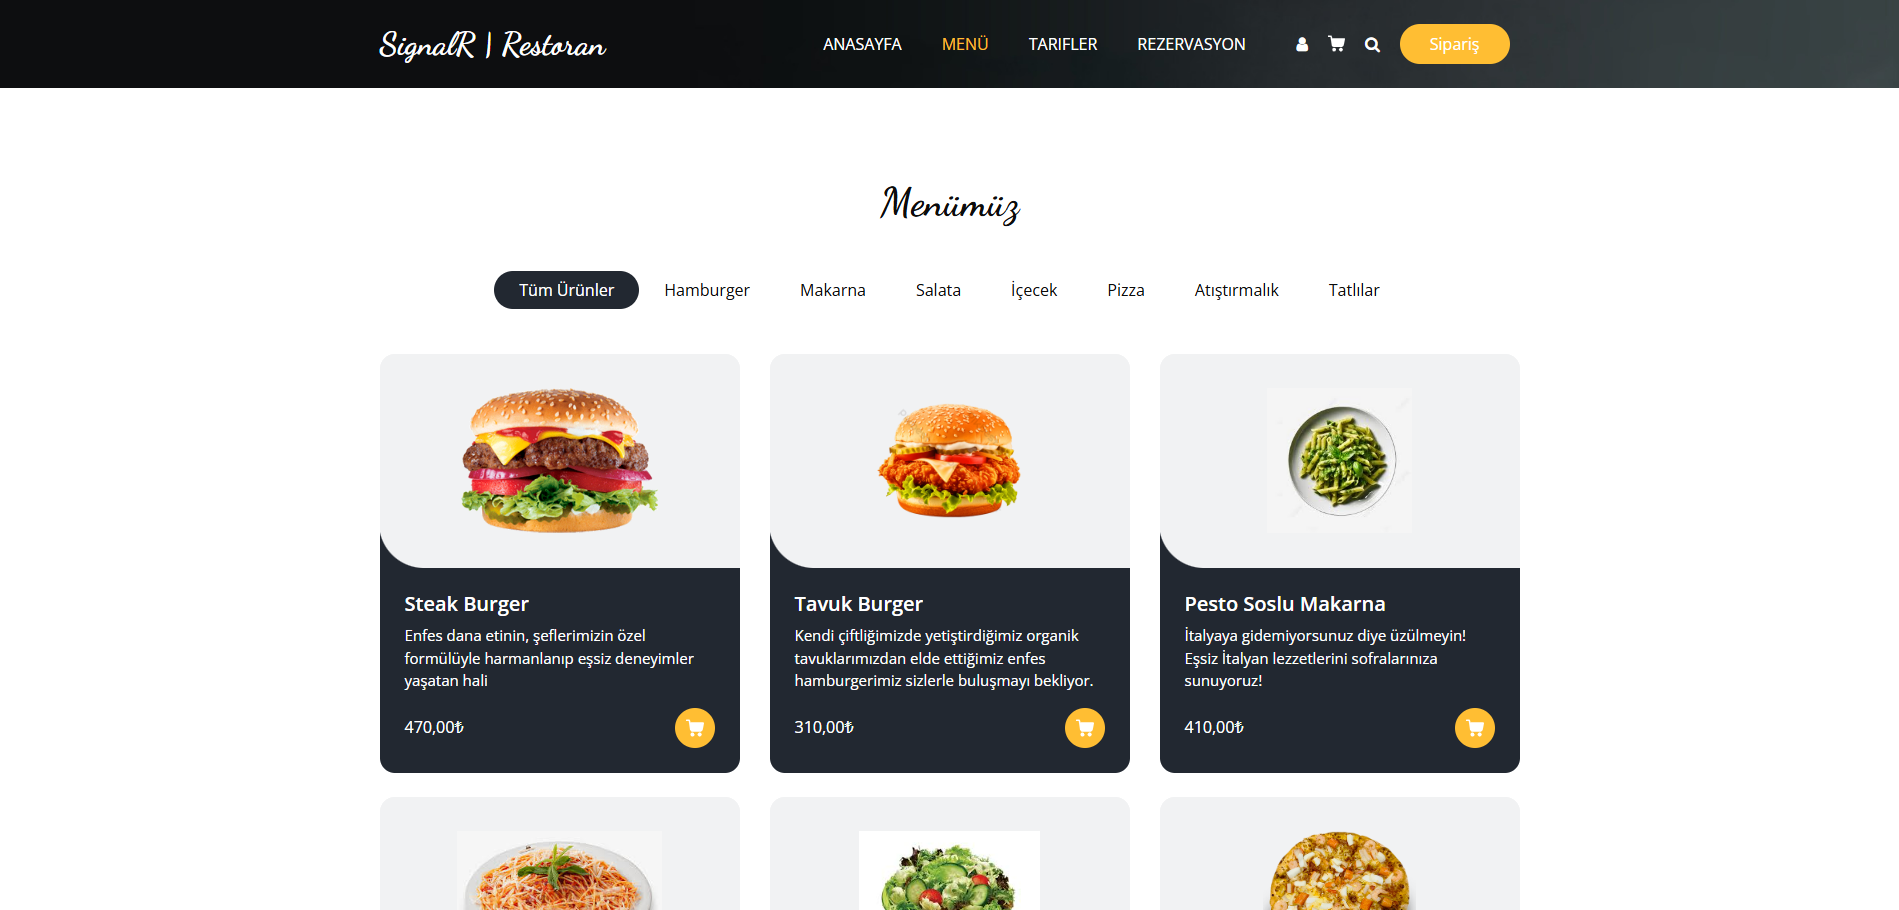 SignalR | Restoran
ANASAYFA MENÜ TARIFLER REZERVASYON Sipariş
Menümüz
Tüm Ürünler Hamburger Makarna Salata İçecek Pizza Atıştırmalık Tatlılar
Steak Burger
Enfes dana etinin, şeflerimizin özel
formülüyle harmanlanıp eşsiz deneyimler
yaşatan hali
470,00₺
Tavuk Burger
Kendi çiftliğimizde yetiştirdiğimiz organik
tavuklarımızdan elde ettiğimiz enfes
hamburgerimiz sizlerle buluşmayı bekliyor.
310,00₺
Pesto Soslu Makarna
İtalyaya gidemiyorsunuz diye üzülmeyin!
Eşsiz İtalyan lezzetlerini sofralarınıza
sunuyoruz!
410,00₺